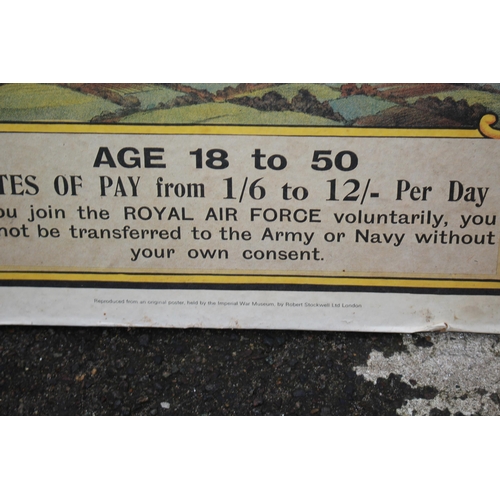 AGE 18 to 50
TES OF PAY from 1/6 to 12/- Per Day
ou join the ROYAL AIR FORCE voluntarily, you
not be transferred to the Army or Navy without
your own consent.
Reproduced from an original poster, held by the Imperial War Museum, by Robert Stockwell Ltd London